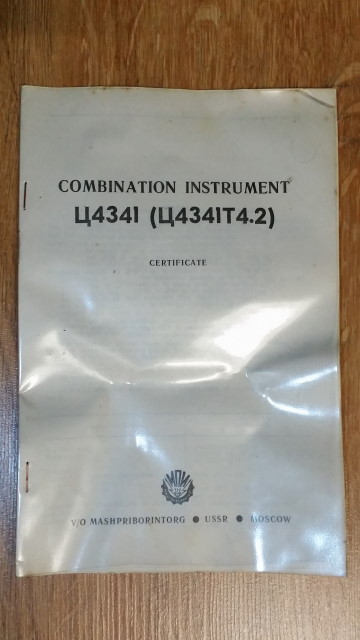 COMBINATION INSTRUMENT
Ц4341 (Ц4341Т4.2)
CERTIFICATE
V/O MASHPRIBORINTORG ● USSR ● MOSCOW